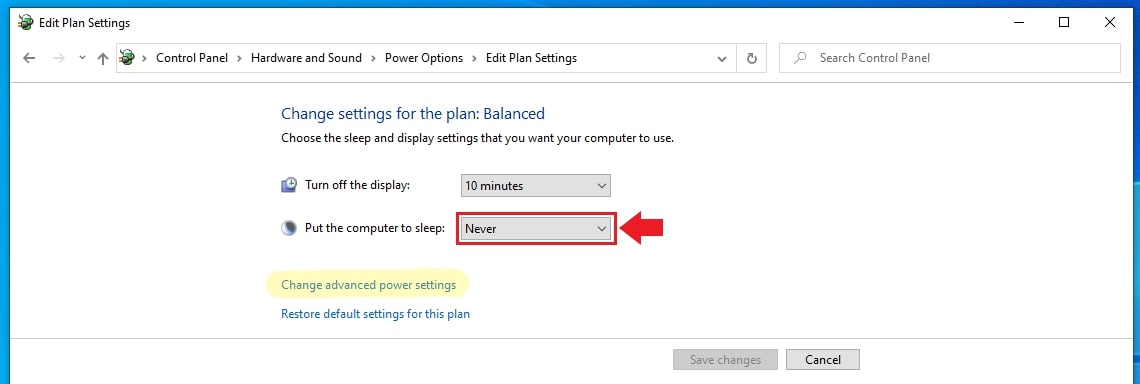 Edit Plan Settings
Control Panel > Hardware and Sound > Power Options > Edit Plan Settings
Search Control Panel
Change settings for the plan: Balanced
Choose the sleep and display settings that you want your computer to use.
Turn off the display: 10 minutes
Put the computer to sleep: Never
Change advanced power settings
Restore default settings for this plan
Save changes Cancel